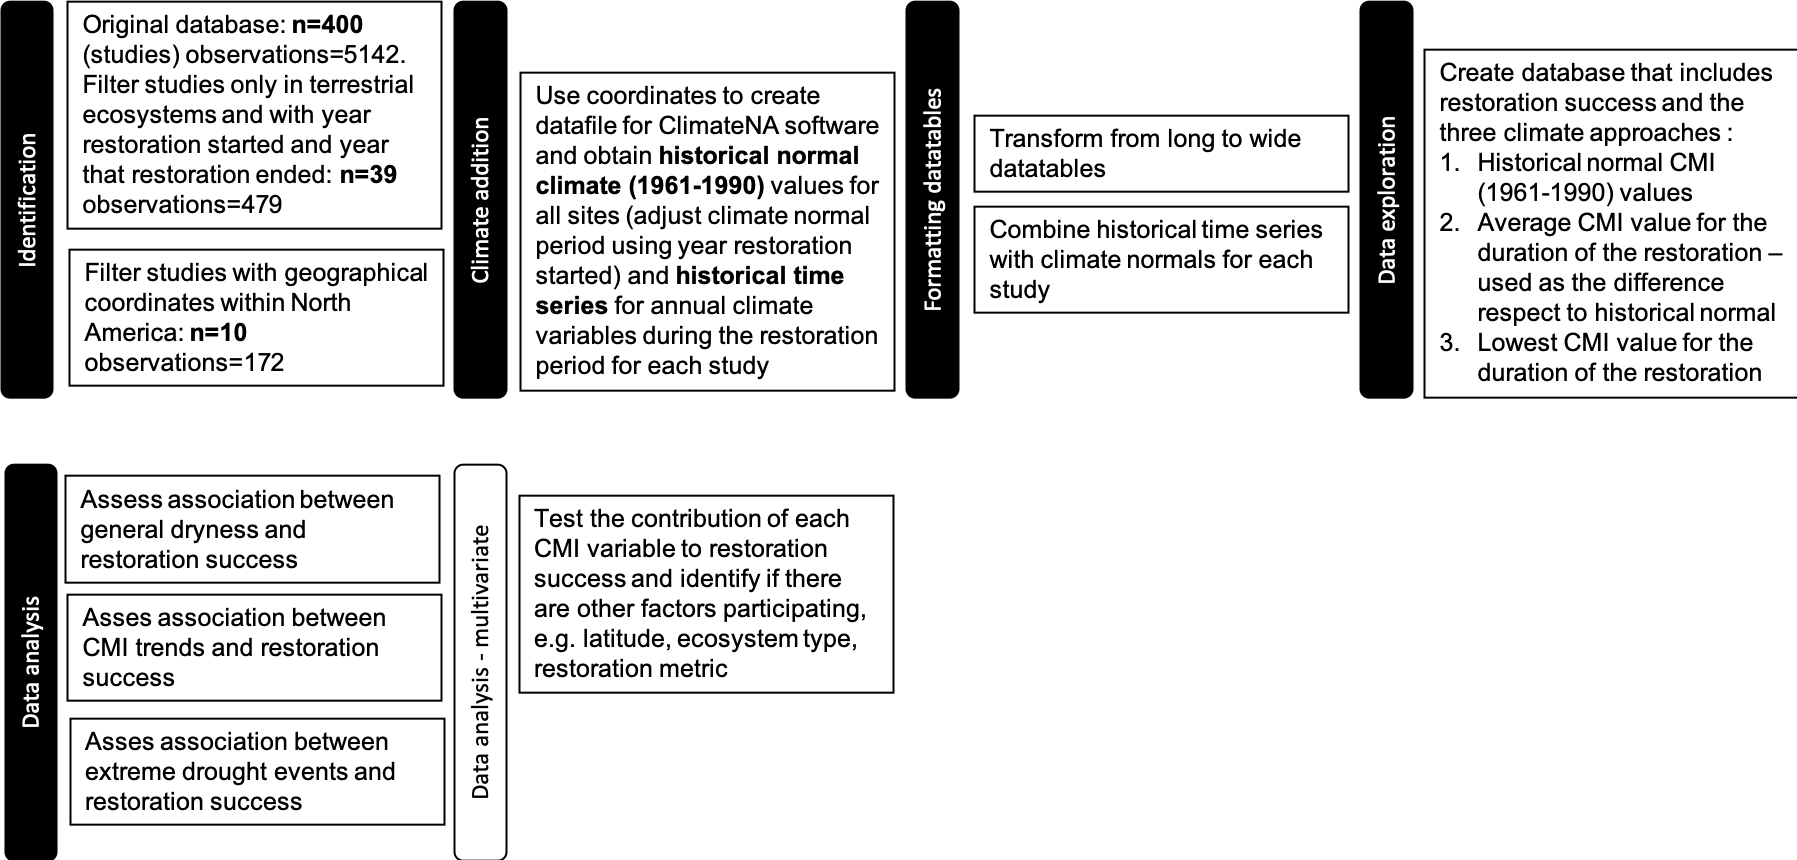 Identification
Original database: n=400
(studies) observations=5142.
Filter studies only in terrestrial
ecosystems and with year
restoration started and year
that restoration ended: n=39
observations=479
Filter studies with geographical
coordinates within North
America: n=10
observations=172
Climate addition
Use coordinates to create
datafile for ClimateNA software
and obtain historical normal
climate (1961-1990) values for
all sites (adjust climate normal
period using year restoration
started) and historical time
series for annual climate
variables during the restoration
period for each study
Formatting datatables
Transform from long to wide
datatables
Combine historical time series
with climate normals for each
study
Data exploration
Create database that includes
restoration success and the
three climate approaches :
1. Historical normal CMI
(1961-1990) values
2. Average CMI value for the
duration of the restoration –
used as the difference
respect to historical normal
3. Lowest CMI value for the
duration of the restoration
Data analysis
Assess association between
general dryness and
restoration success
Asses association between
CMI trends and restoration
success
Asses association between
extreme drought events and
restoration success
Data analysis - multivariate
Test the contribution of each
CMI variable to restoration
success and identify if there
are other factors participating,
e.g. latitude, ecosystem type,
restoration metric